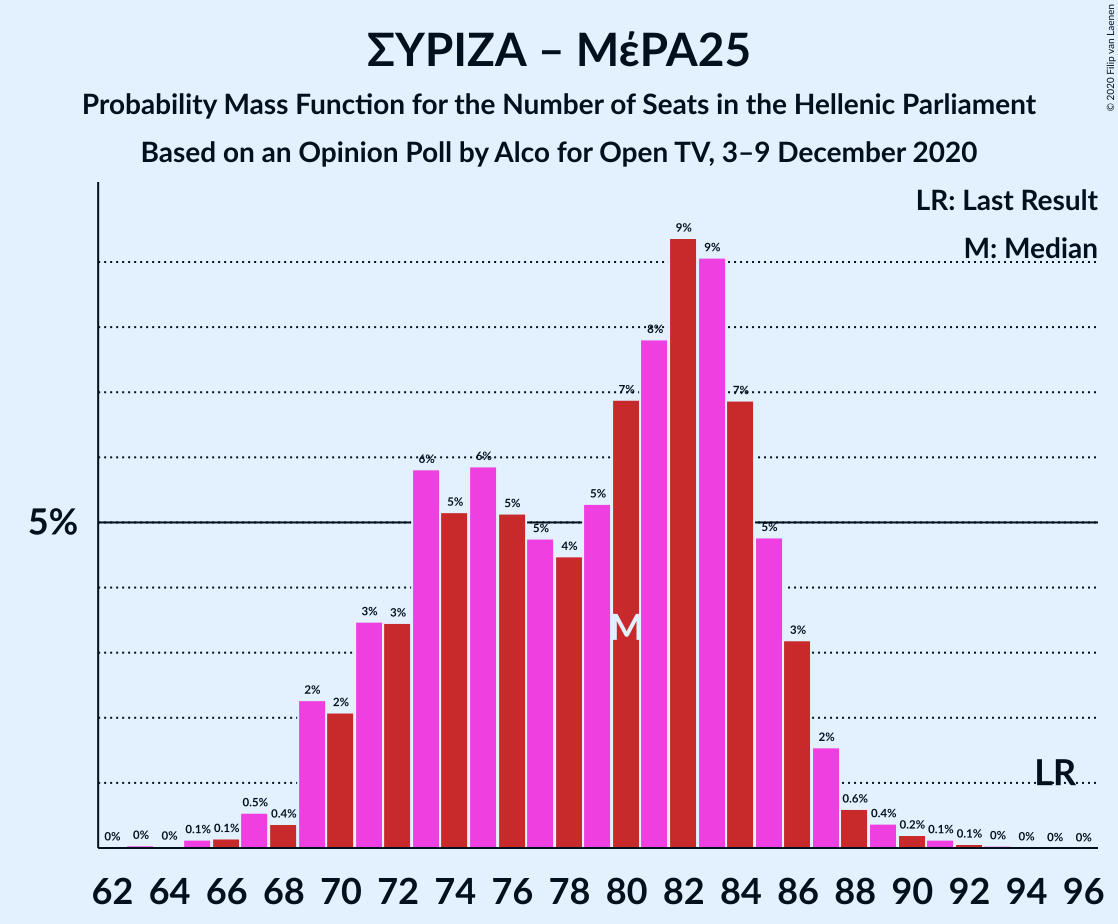 ΣΥΡΙΖΑ – ΜέΡΑ25
Probability Mass Function for the Number of Seats in the Hellenic Parliament
Based on an Opinion Poll by Alco for Open TV, 3–9 December 2020
© 2020 Filip van Laenen
LR: Last Result
M: Median
9%
9%
8%
7%
7%
6%
6%
5%
5%
5%
5%
5%
5%
4%
M
3%
3%
3%
2%
2%
2%
LR
0.5%
0.4%
0.6%
0.4%
0% 0% 0% 0.1% 0.1%
0.2% 0.1% 0.1% 0% 0% 0% 0%
62 64 66 68 70 72 74 76 78 80 82 84 86 88 90 92 94 96